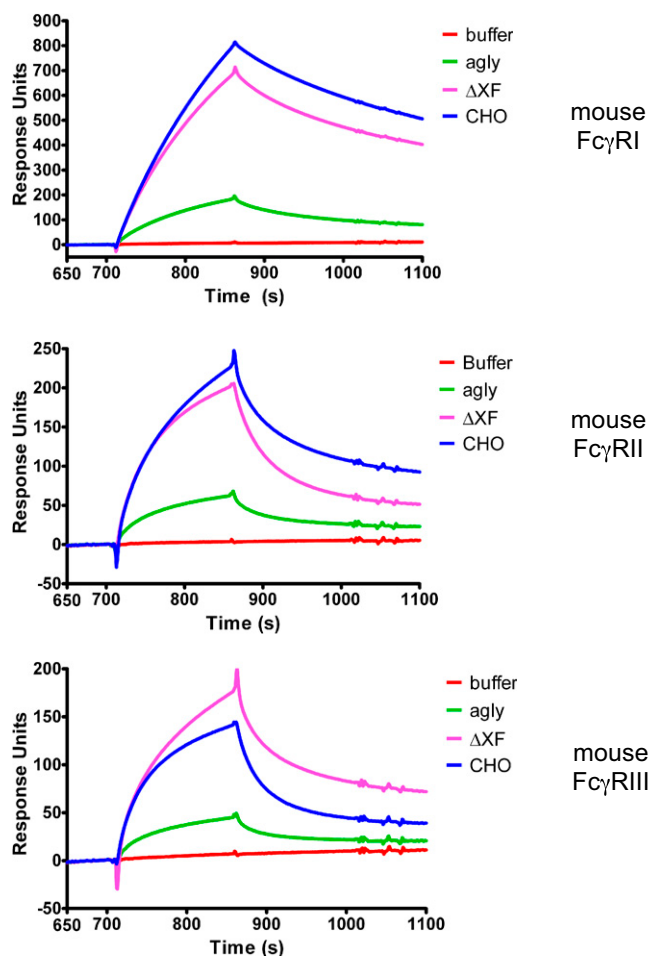 900
800
700
600
500
400
300
200
100
0
Response Units
650 700 800 900 1000 1100
Time (s)
buffer
agly
ΔXF
CHO
mouse
FcγRI
250
200
150
100
50
0
-50
Response Units
650 700 800 900 1000 1100
Time (s)
Buffer
agly
ΔXF
CHO
mouse
FcγRII
200
150
100
50
0
-50
Response Units
650 700 800 900 1000 1100
Time (s)
buffer
agly
ΔXF
CHO
mouse
FcγRIII